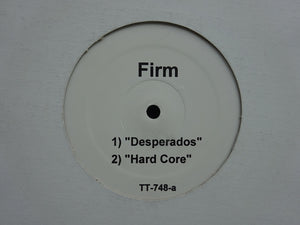 Firm
1) "Desperados"
2) "Hard Core"
TT-748-a